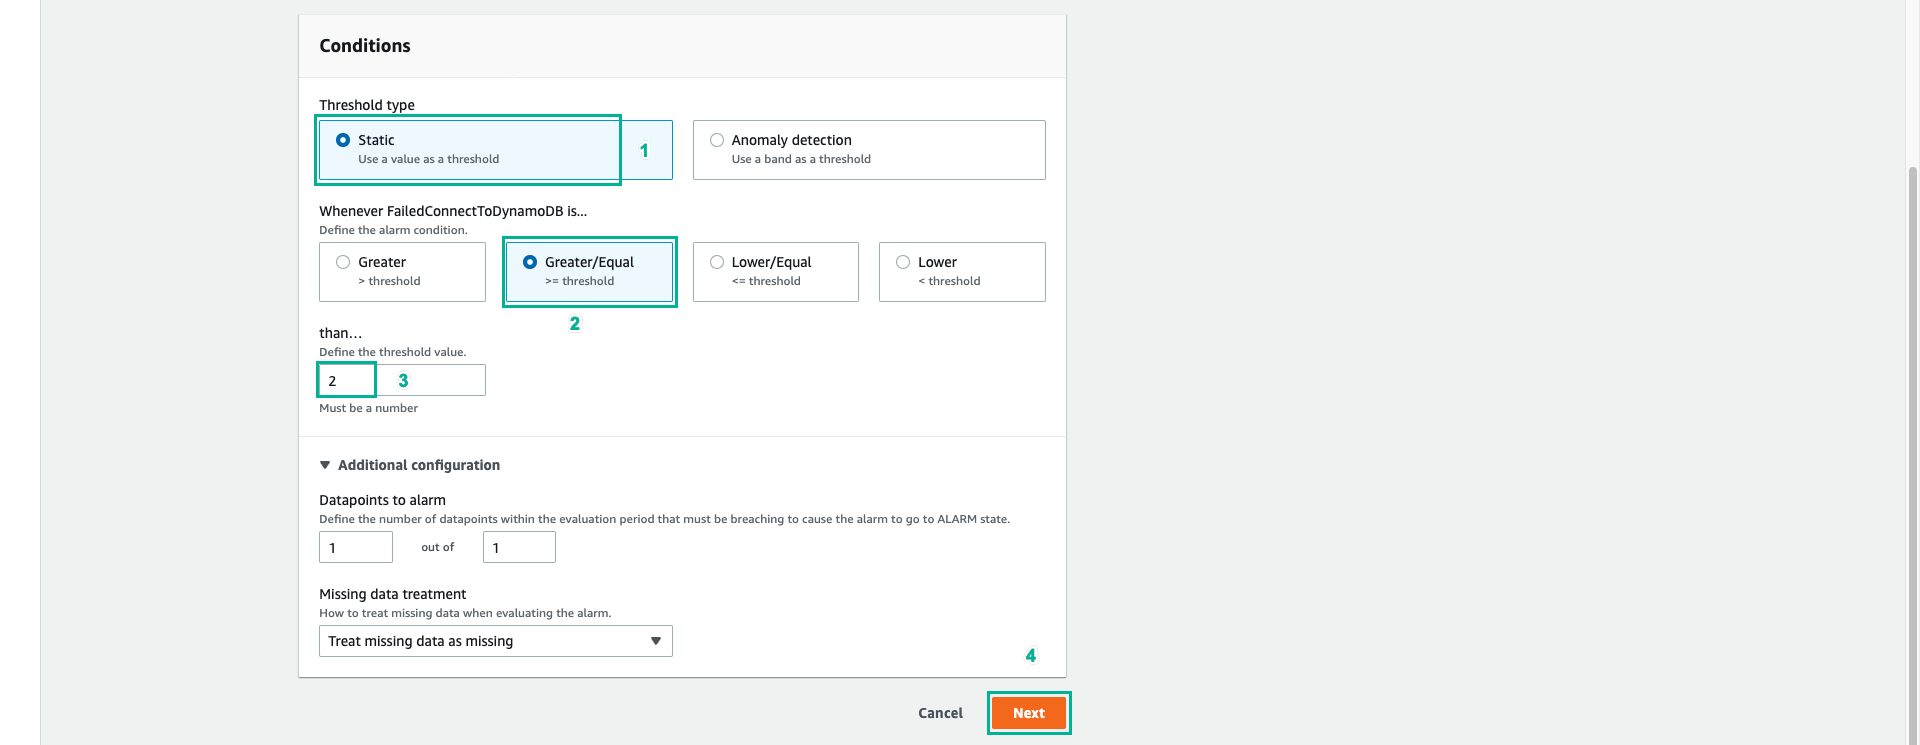 Conditions
Threshold type
Static
Use a value as a threshold
1
Anomaly detection
Use a band as a threshold
Whenever FailedConnectToDynamoDB is...
Define the alarm condition.
Greater
> threshold
Greater/Equal
>= threshold
Lower/Equal
<= threshold
Lower
< threshold
2
than...
Define the threshold value.
2
3
Must be a number
Additional configuration
Datapoints to alarm
Define the number of datapoints within the evaluation period that must be breaching to cause the alarm to go to ALARM state.
1 out of 1
Missing data treatment
How to treat missing data when evaluating the alarm.
Treat missing data as missing
4
Cancel
Next